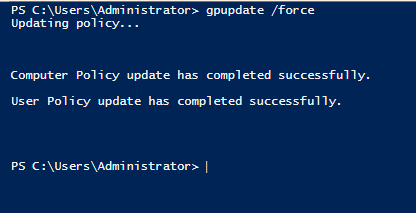 PS C:\Users\Administrator> gpupdate /force
Updating policy...
Computer Policy update has completed successfully.
User Policy update has completed successfully.
PS C:\Users\Administrator>